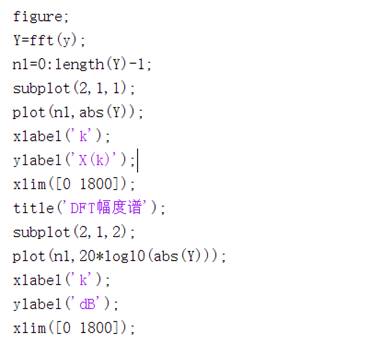 figure;
Y=fft(y);
n1=0:length(Y)-1;
subplot(2,1,1);
plot(n1,abs(Y));
xlabel('k');
ylabel('X(k)');
xlim([0 1800]);
title('DFT幅度谱');
subplot(2,1,2);
plot(n1,20*log10(abs(Y)));
xlabel('k');
ylabel('dB');
xlim([0 1800]);